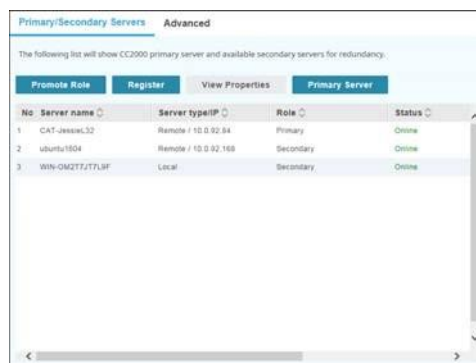 Primary/Secondary Servers Advanced
The following list will show CC2000 primary server and available secondary servers for redundancy.
Promote Role Register View Properties Primary Server
No Server name Server type/IP Role Status
1 CAT-JessieL32 Remote / 10.0.92.84 Primary Online
2 ubuntu1604 Remote / 10.0.92.169 Secondary Online
3 WIN-OM2T7JT7L9F Local Secondary Online